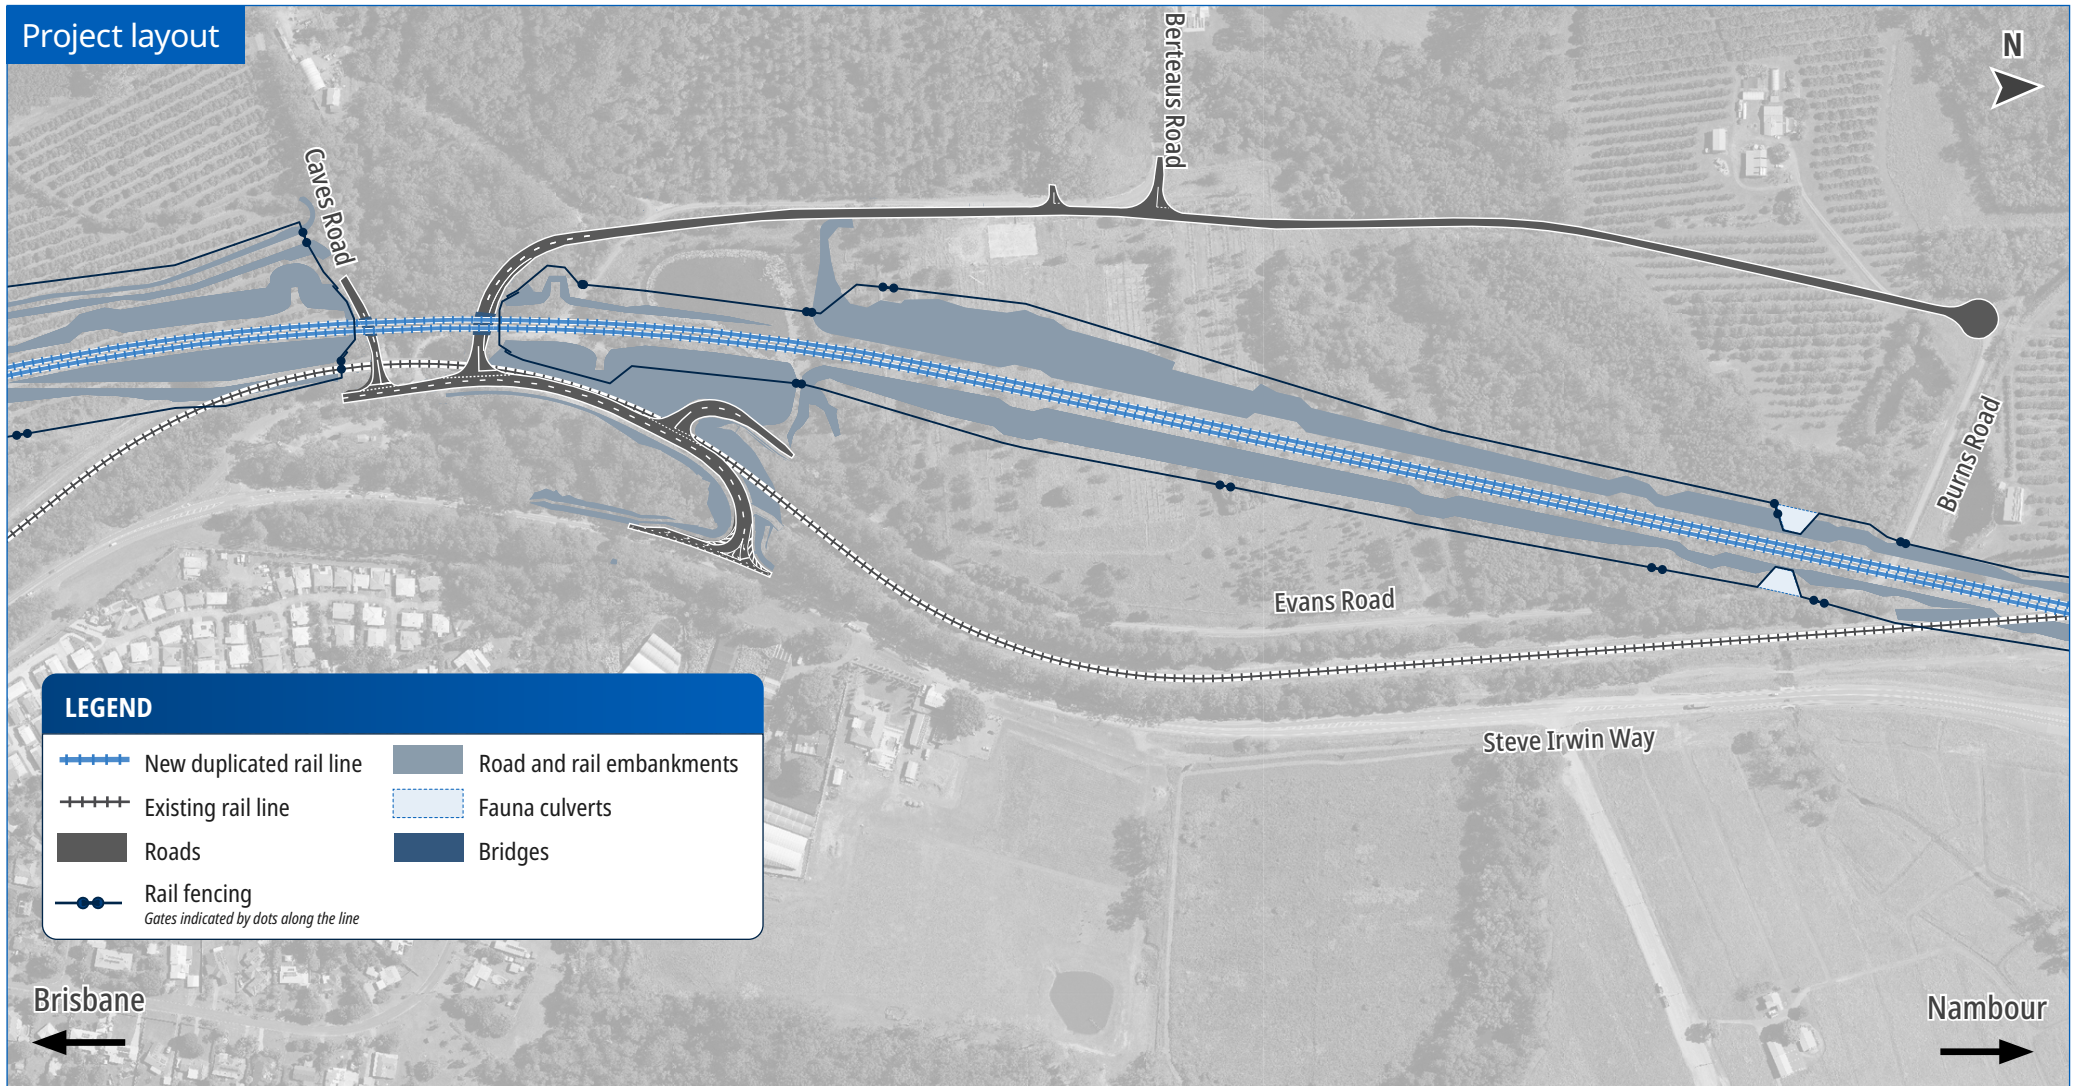 Project layout
N
Berteaus Road
Caves Road
Burns Road
Evans Road
Steve Irwin Way
LEGEND
New duplicated rail line
Existing rail line
Roads
Rail fencing
Gates indicated by dots along the line
Road and rail embankments
Fauna culverts
Bridges
Brisbane
Nambour